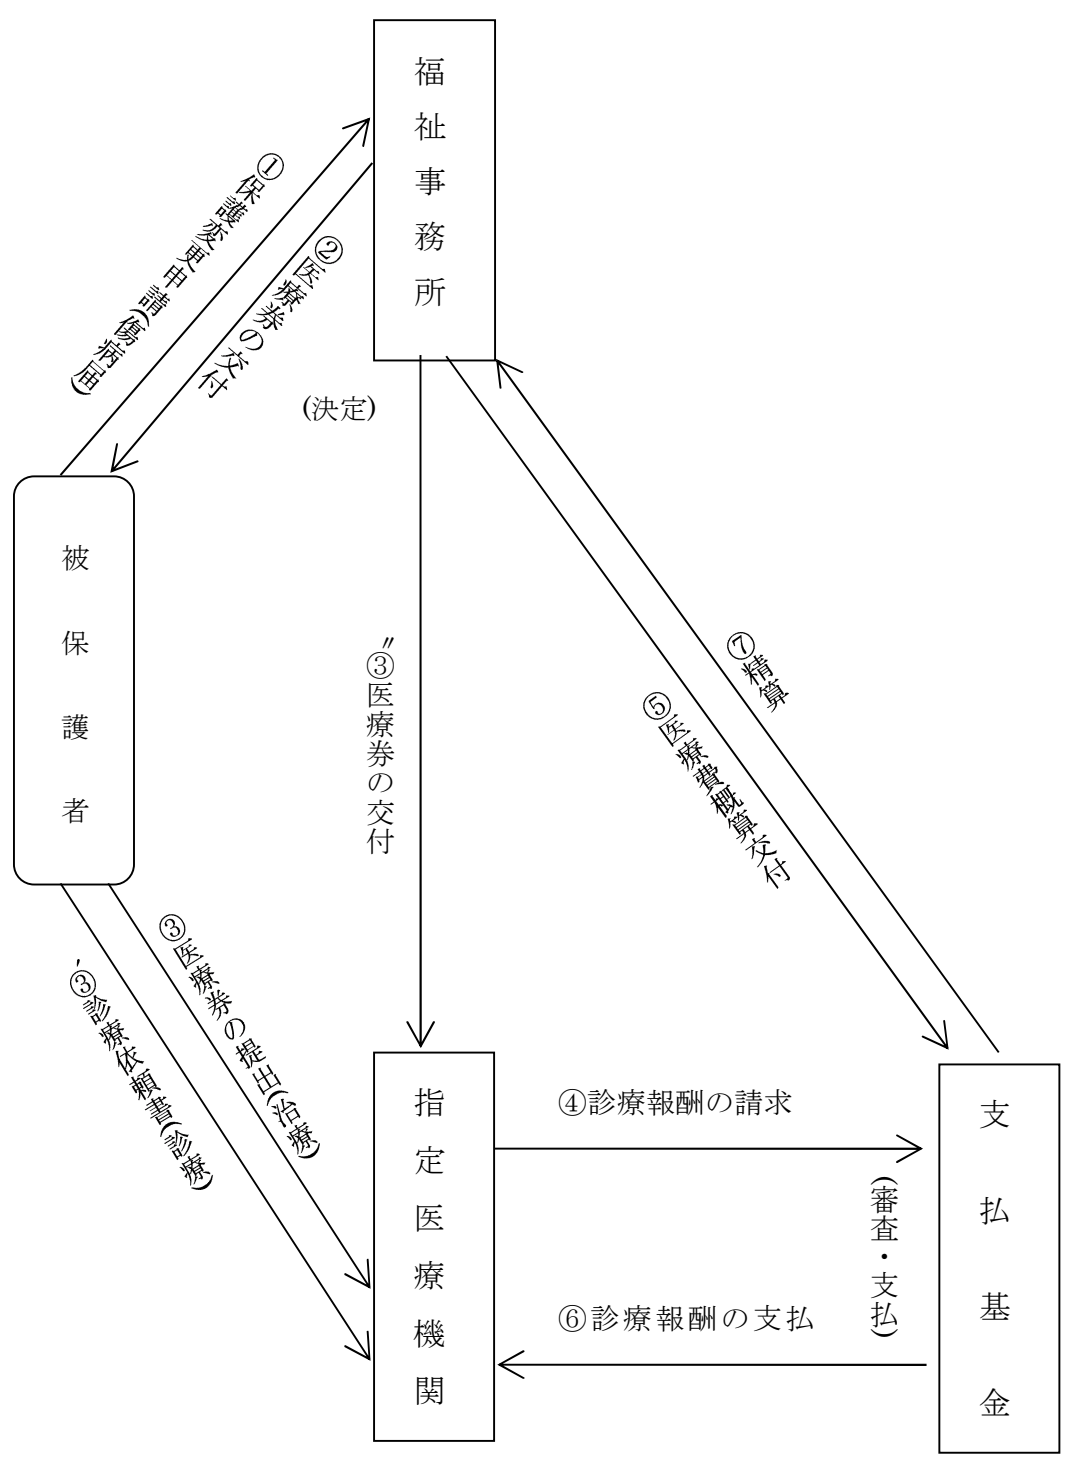 福祉事務所
①保護変更申請(傷病届)
②医療券の交付
(決定)
被保護者
〃③医療券の交付
⑦精算
⑤医療費概算交付
③医療券の提出(治療)
③′診療依頼書(診療)
指定医療機関
④診療報酬の請求
(審査・支払)
⑥診療報酬の支払
支払基金